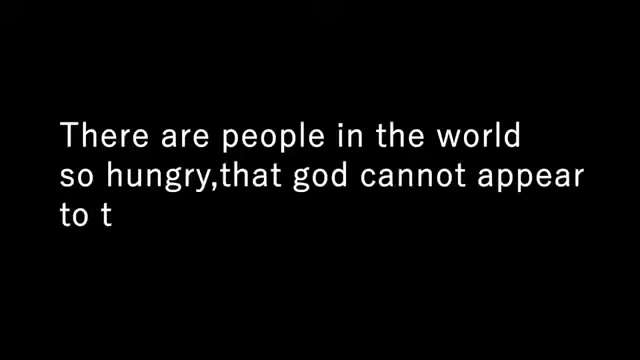 There are people in the world
so hungry,that god cannot appear
to t